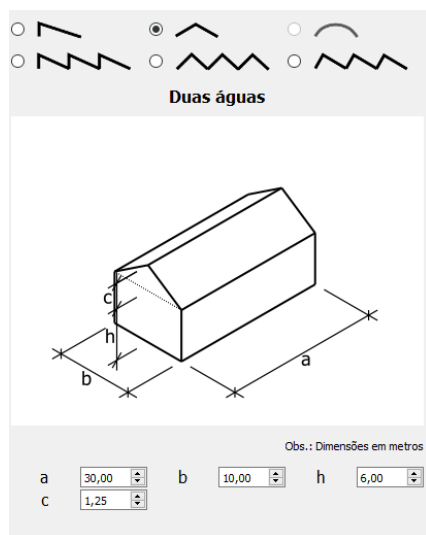 Duas águas
c
h
b
a
Obs.: Dimensões em metros
a 30,00 b 10,00 h 6,00
c 1,25